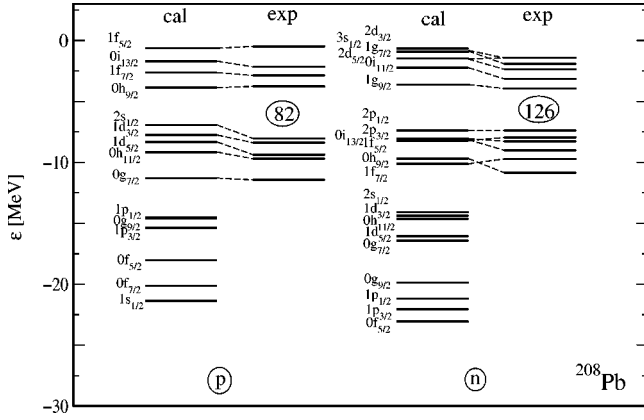 cal exp cal exp
2d3/2
1f5/2 3s1/2 1g7/2
0 2d5/2
0i13/2 0i11/2
1f7/2 1g9/2
0h9/2
82 126
-5
2s1/2 2p1/2
1d3/2 2p3/2
0i13/2
1d5/2 1f5/2
0h11/2 0h9/2
-10
0g7/2 1f7/2
2s1/2
1p1/2 1d3/2
0g9/2 0h11/2
-15
1p3/2 1d5/2
0g7/2
ε [MeV]
0f5/2
0g9/2
-20
0f7/2
1s1/2 1p1/2
1p3/2
0f5/2
-25
p n 208Pb
-30